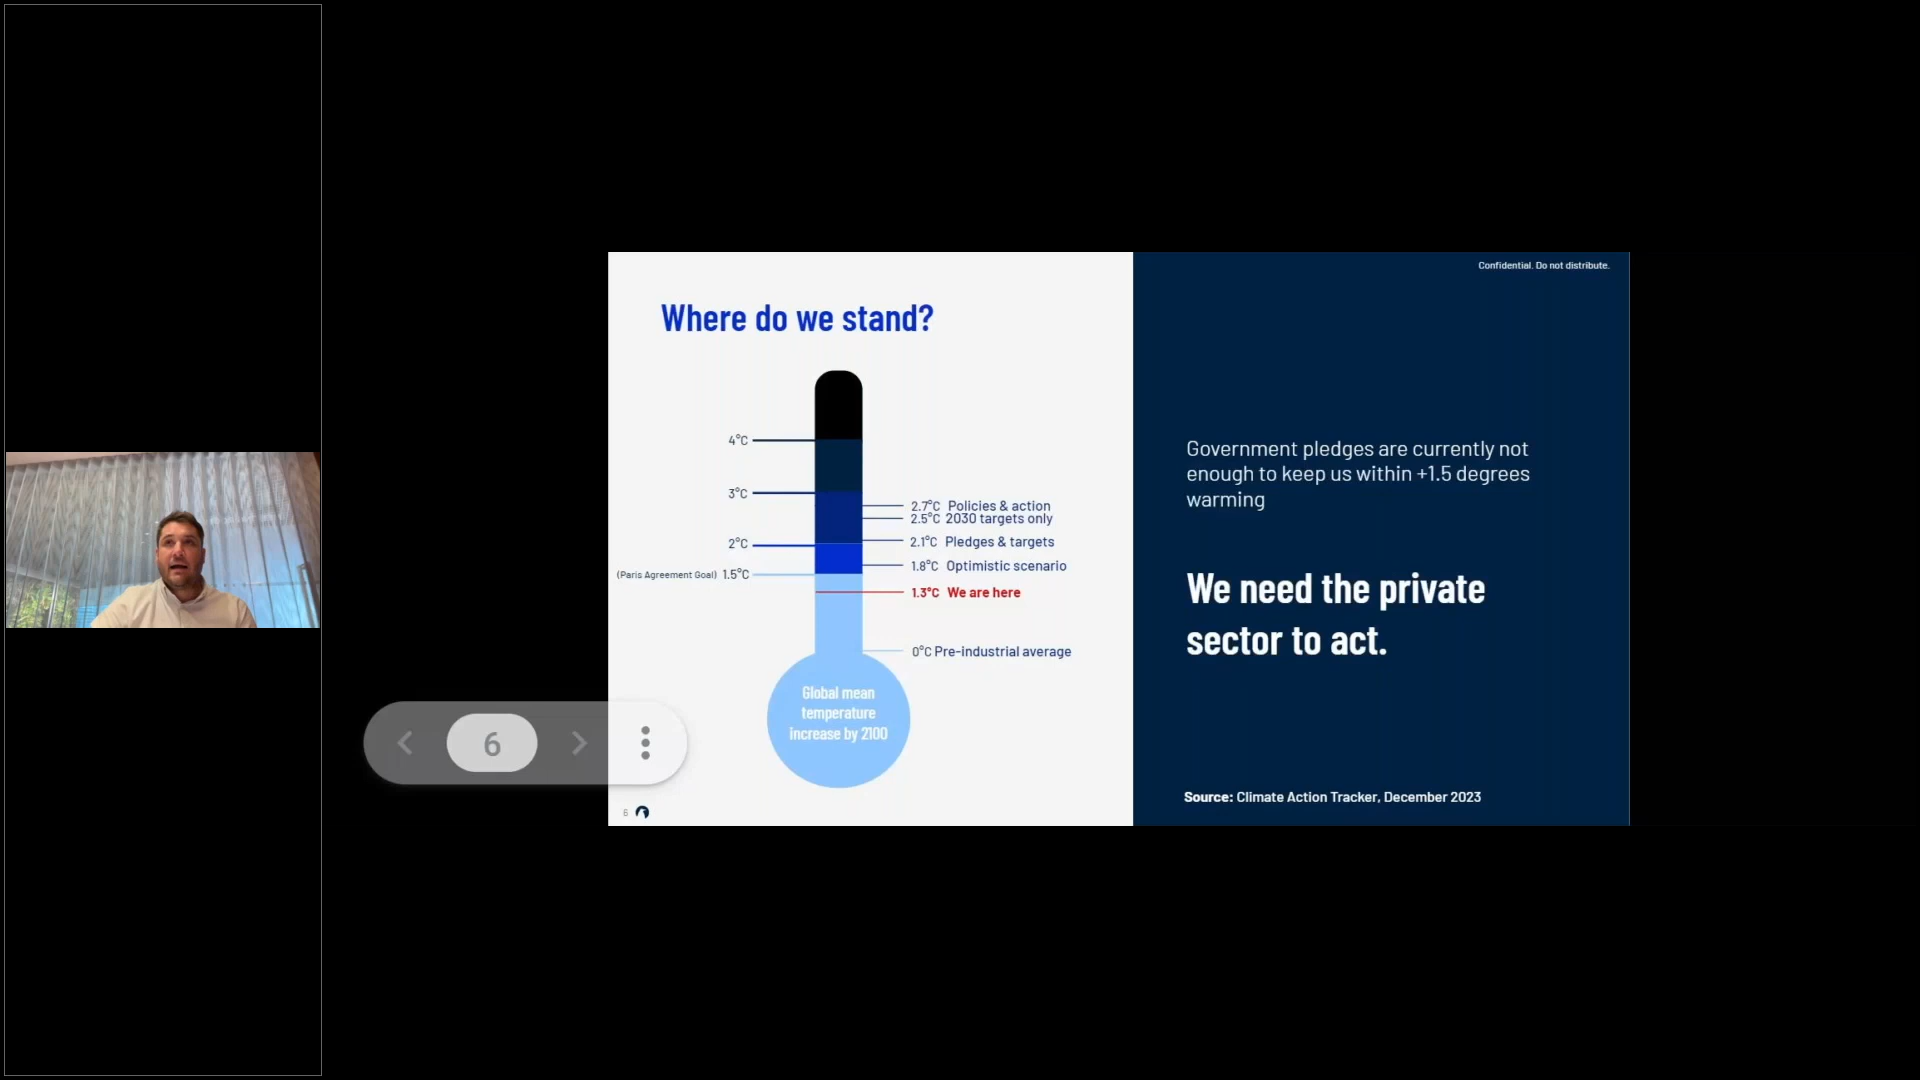 Confidential. Do not distribute.
Where do we stand?
4°C
3°C
2.7°C Policies & action
2.5°C 2030 targets only
2°C
2.1°C Pledges & targets
1.8°C Optimistic scenario
(Paris Agreement Goal) 1.5°C
1.3°C We are here
0°C Pre-industrial average
Global mean
temperature
increase by 2100
Government pledges are currently not
enough to keep us within +1.5 degrees
warming
We need the private
sector to act.
Source: Climate Action Tracker, December 2023
6
6